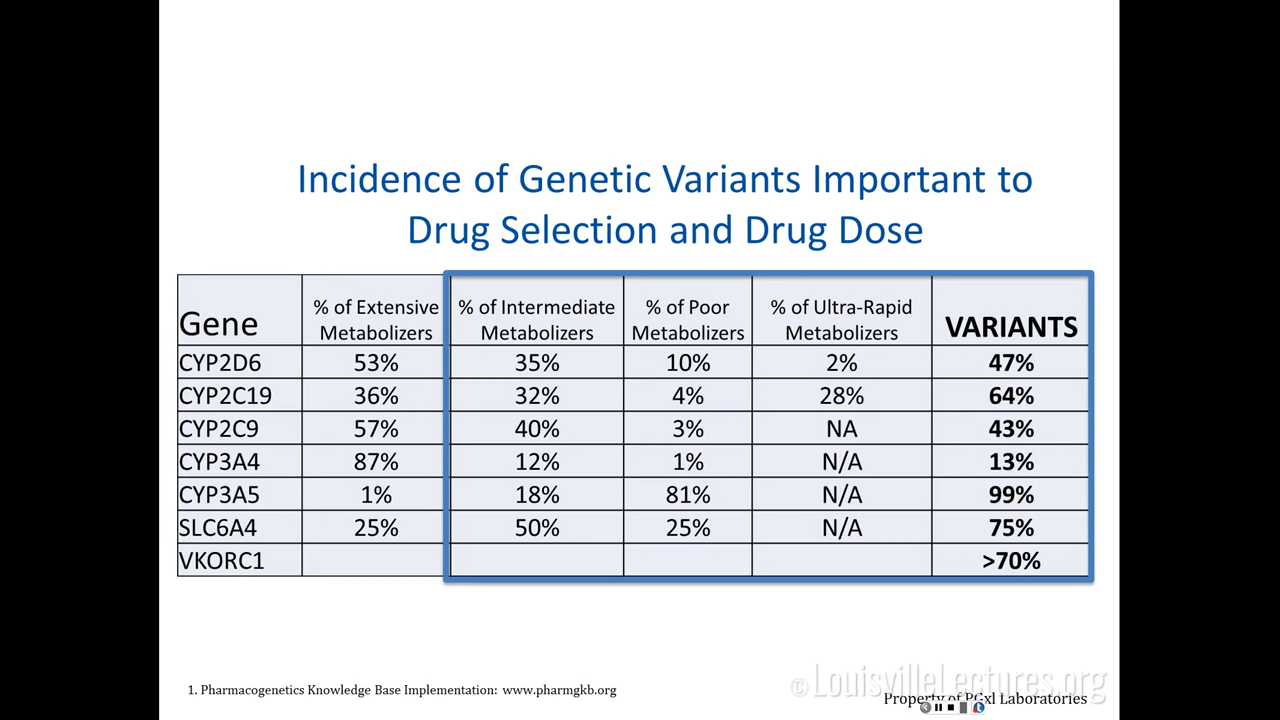 Incidence of Genetic Variants Important to
Drug Selection and Drug Dose
Gene % of Extensive Metabolizers % of Intermediate Metabolizers % of Poor Metabolizers % of Ultra-Rapid Metabolizers VARIANTS
CYP2D6 53% 35% 10% 2% 47%
CYP2C19 36% 32% 4% 28% 64%
CYP2C9 57% 40% 3% NA 43%
CYP3A4 87% 12% 1% N/A 13%
CYP3A5 1% 18% 81% N/A 99%
SLC6A4 25% 50% 25% N/A 75%
VKORC1 >70%
1. Pharmacogenetics Knowledge Base Implementation: www.pharmgkb.org
© LouisvilleLectures.org
Property of PGxl Laboratories